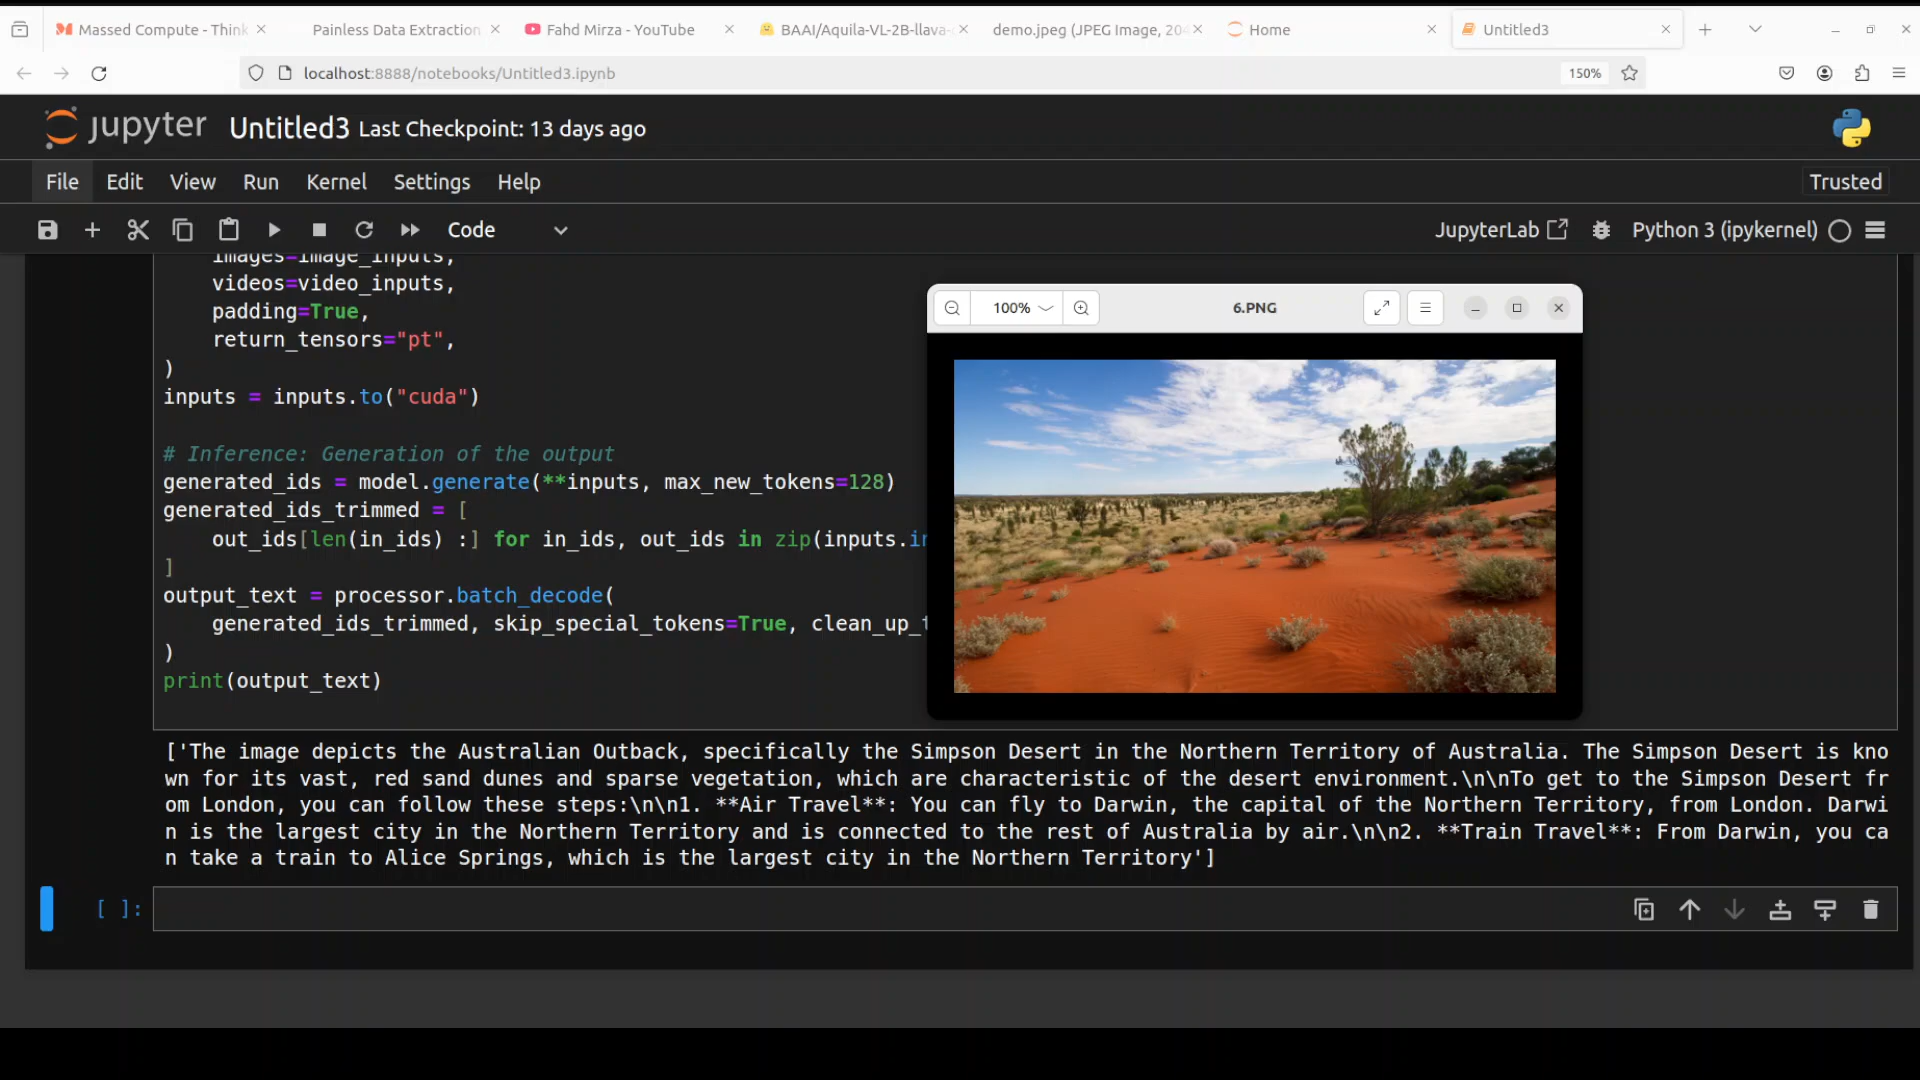 Massed Compute - Think
Painless Data Extraction
Fahd Mirza - YouTube
BAAI/Aquila-VL-2B-llava-
demo.jpeg (JPEG Image, 204
Home
Untitled3
localhost:8888/notebooks/Untitled3.ipynb
150%
jupyter
Untitled3 Last Checkpoint: 13 days ago
File Edit View Run Kernel Settings Help
Trusted
Code
JupyterLab
Python 3 (ipykernel)
images=image_inputs,
videos=video_inputs,
padding=True,
return_tensors="pt",
)
inputs = inputs.to("cuda")
# Inference: Generation of the output
generated_ids = model.generate(**inputs, max_new_tokens=128)
generated_ids_trimmed = [
out_ids[len(in_ids) :] for in_ids, out_ids in zip(inputs.in
]
output_text = processor.batch_decode(
generated_ids_trimmed, skip_special_tokens=True, clean_up_t
)
print(output_text)
100%
6.PNG
['The image depicts the Australian Outback, specifically the Simpson Desert in the Northern Territory of Australia. The Simpson Desert is kno
wn for its vast, red sand dunes and sparse vegetation, which are characteristic of the desert environment.\n\nTo get to the Simpson Desert fr
om London, you can follow these steps:\n\n1. **Air Travel**: You can fly to Darwin, the capital of the Northern Territory, from London. Darwi
n is the largest city in the Northern Territory and is connected to the rest of Australia by air.\n\n2. **Train Travel**: From Darwin, you ca
n take a train to Alice Springs, which is the largest city in the Northern Territory']
[ ]: